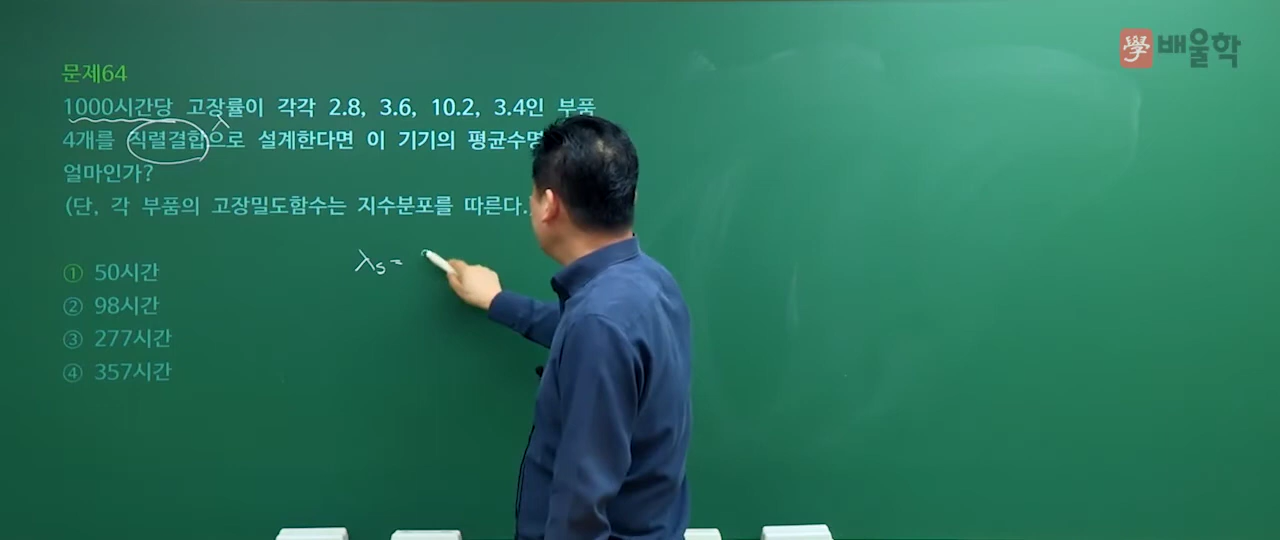 學 배울학
문제64
1000시간당 고장률이 각각 2.8, 3.6, 10.2, 3.4인 부품
4개를 직렬결합으로 설계한다면 이 기기의 평균수명
얼마인가?
(단, 각 부품의 고장밀도함수는 지수분포를 따른다.
λs=
① 50시간
② 98시간
③ 277시간
④ 357시간